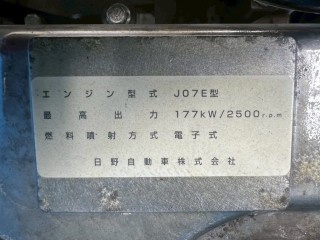 エンジン型式 J07E型
最高出力 177kW/2500r.p.m
燃料噴射方式 電子式
日野自動車株式会社